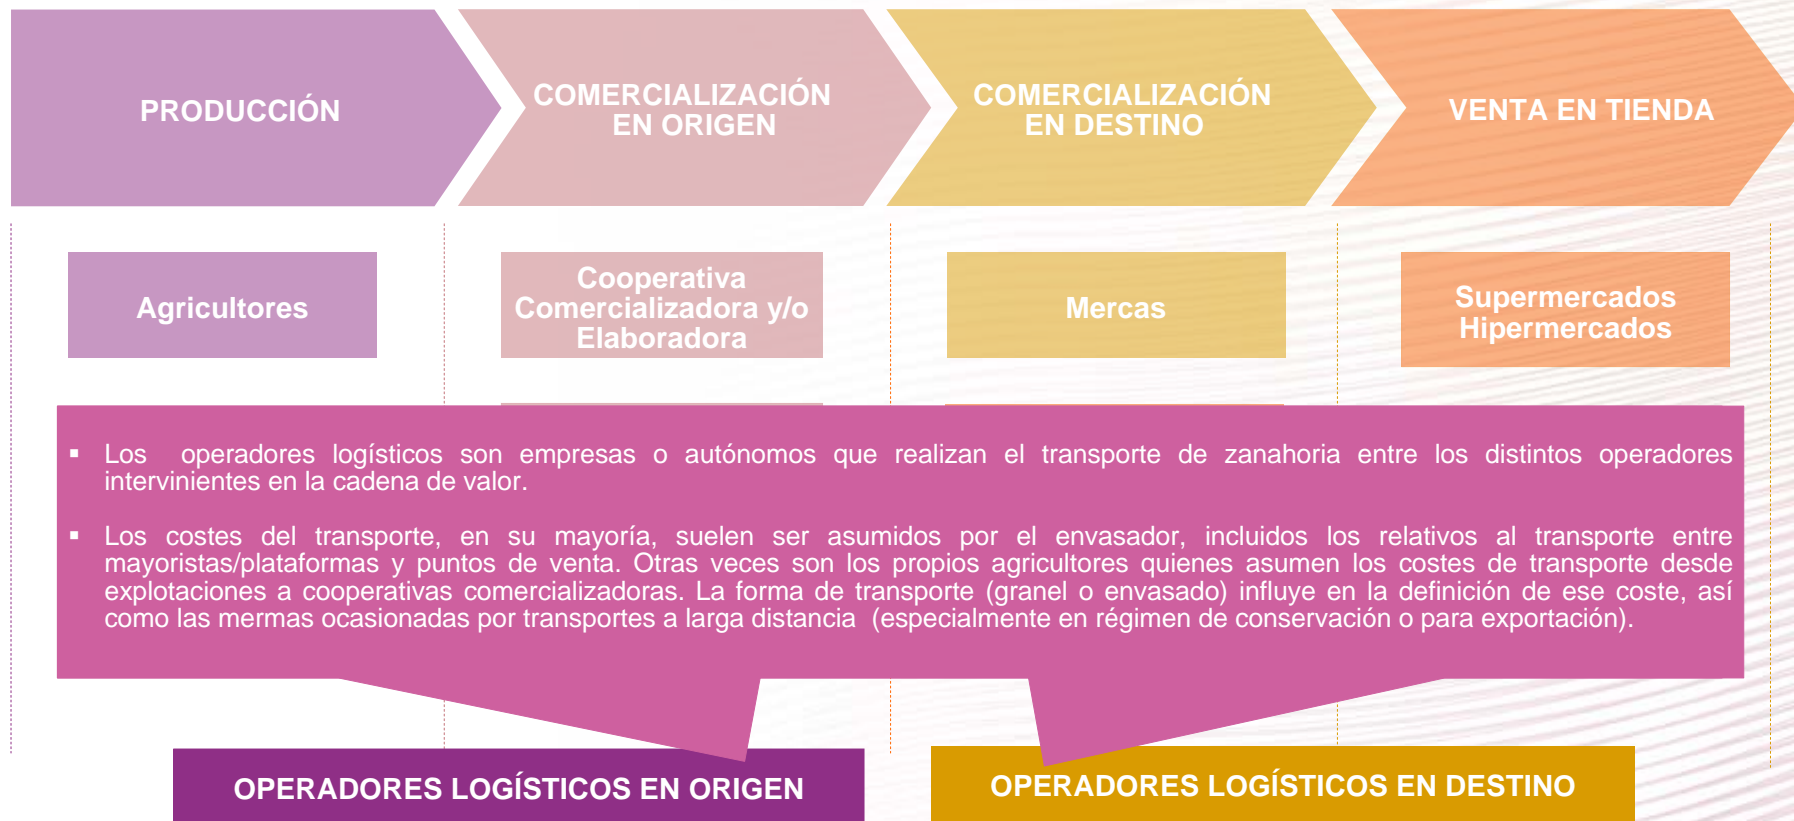 PRODUCCIÓN
COMERCIALIZACIÓN
EN ORIGEN
COMERCIALIZACIÓN
EN DESTINO
VENTA EN TIENDA
Agricultores
Cooperativa
Comercializadora y/o
Elaboradora
Mercas
Supermercados
Hipermercados
▪ Los operadores logísticos son empresas o autónomos que realizan el transporte de zanahoria entre los distintos operadores
intervinientes en la cadena de valor.
▪ Los costes del transporte, en su mayoría, suelen ser asumidos por el envasador, incluidos los relativos al transporte entre
mayoristas/plataformas y puntos de venta. Otras veces son los propios agricultores quienes asumen los costes de transporte desde
explotaciones a cooperativas comercializadoras. La forma de transporte (granel o envasado) influye en la definición de ese coste, así
como las mermas ocasionadas por transportes a larga distancia (especialmente en régimen de conservación o para exportación).
OPERADORES LOGÍSTICOS EN ORIGEN
OPERADORES LOGÍSTICOS EN DESTINO